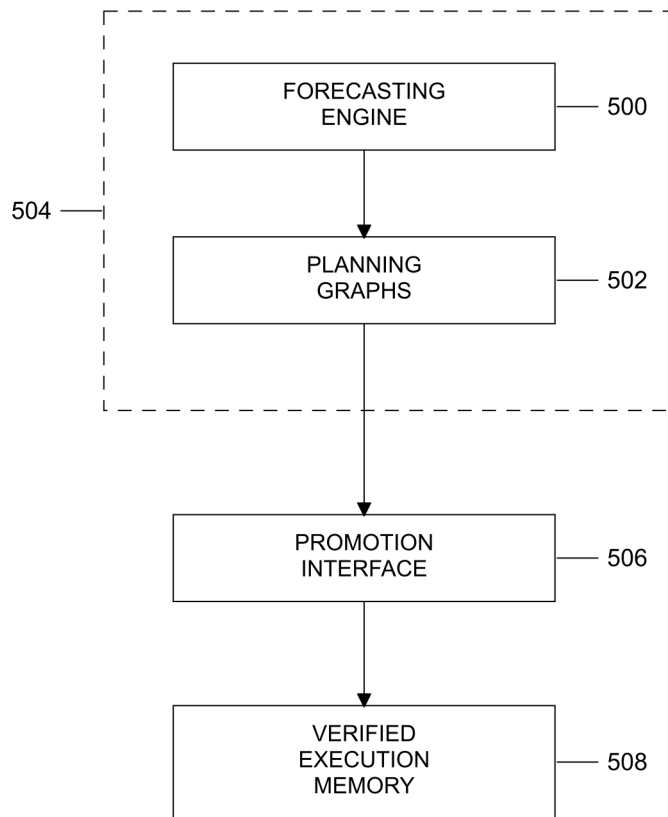 FORECASTING
ENGINE
500
504
PLANNING
GRAPHS
502
PROMOTION
INTERFACE
506
VERIFIED
EXECUTION
MEMORY
508